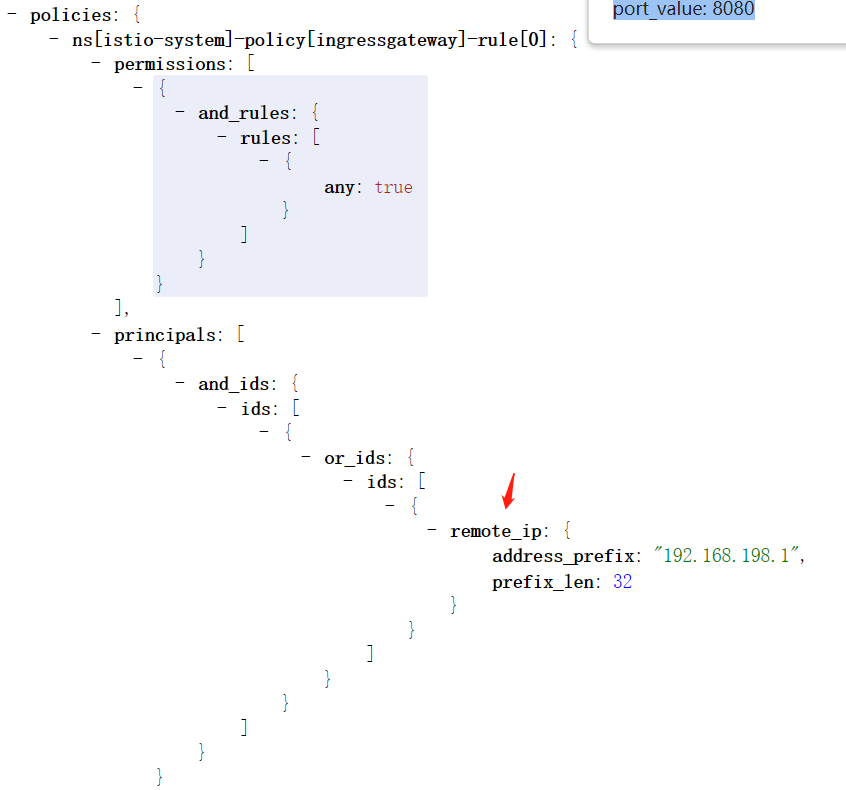 port_value: 8080
- policies: {
- ns[istio-system]-policy[ingressgateway]-rule[0]: {
- permissions: [
- {
- and_rules: {
- rules: [
- {
any: true
}
]
}
}
],
- principals: [
- {
- and_ids: {
- ids: [
- {
- or_ids: {
- ids: [
- {
- remote_ip: {
address_prefix: "192.168.198.1",
prefix_len: 32
}
}
]
}
}
]
}
}